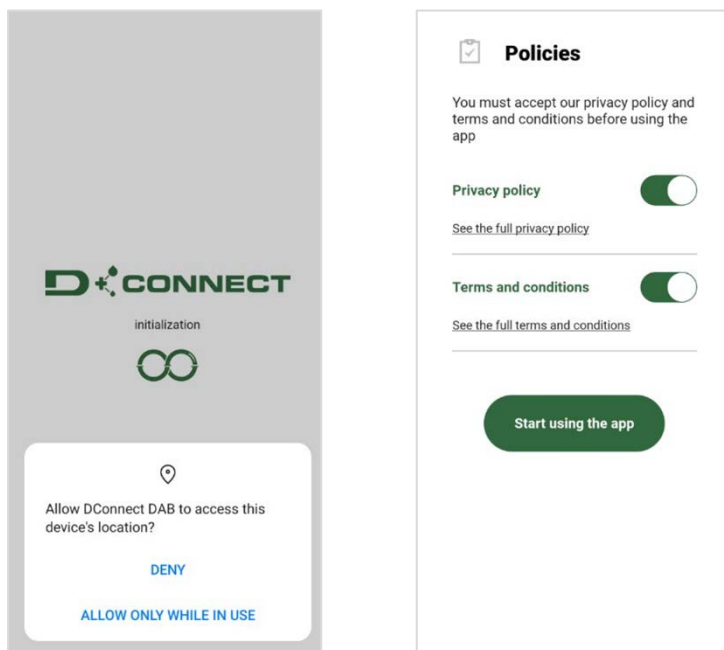 D CONNECT
initialization
Allow DConnect DAB to access this
device's location?
DENY
ALLOW ONLY WHILE IN USE
Policies
You must accept our privacy policy and
terms and conditions before using the
app
Privacy policy
See the full privacy policy
Terms and conditions
See the full terms and conditions
Start using the app